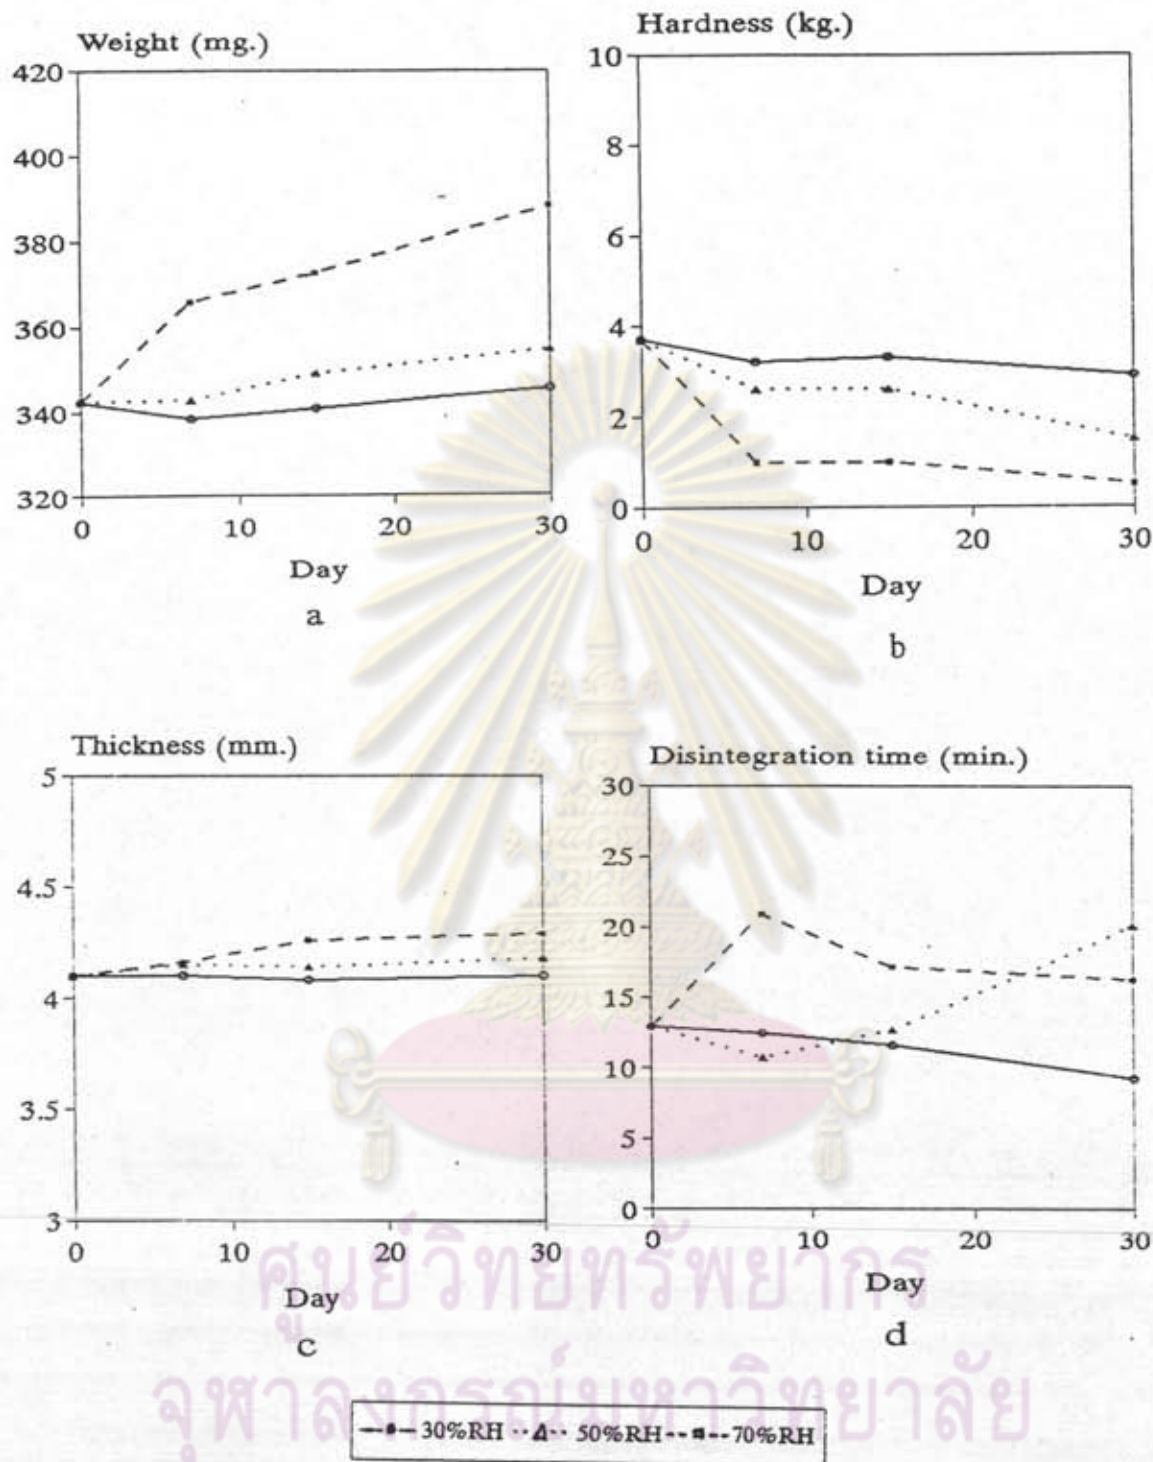 Weight (mg.)
420
400
380
360
340
320
0 10 20 30
Day
a
Hardness (kg.)
10
8
6
4
2
0
0 10 20 30
Day
b
Thickness (mm.)
5
4.5
4
3.5
3
0 10 20 30
Day
c
Disintegration time (min.)
30
25
20
15
10
5
0
0 10 20 30
Day
d
ศูนย์วิทยทรัพยากร
จุฬาลงกรณ์มหาวิทยาลัย
30%RH 50%RH 70%RH